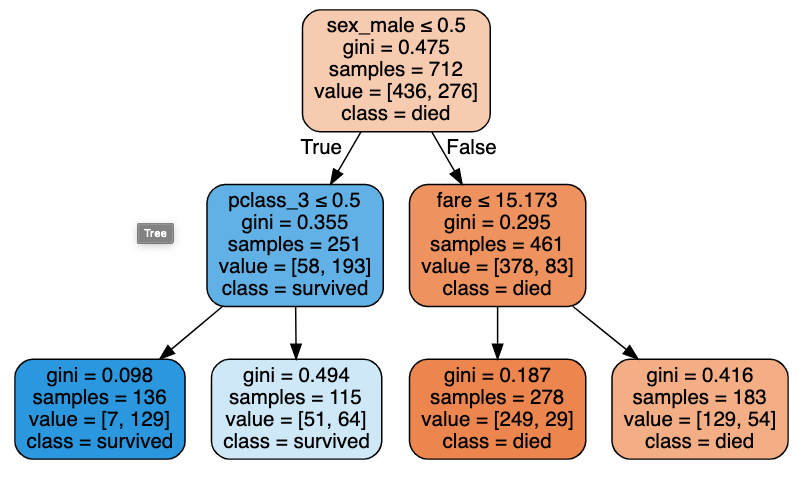 sex_male ≤ 0.5
gini = 0.475
samples = 712
value = [436, 276]
class = died
True
False
pclass_3 ≤ 0.5
gini = 0.355
samples = 251
value = [58, 193]
class = survived
fare ≤ 15.173
gini = 0.295
samples = 461
value = [378, 83]
class = died
Tree
gini = 0.098
samples = 136
value = [7, 129]
class = survived
gini = 0.494
samples = 115
value = [51, 64]
class = survived
gini = 0.187
samples = 278
value = [249, 29]
class = died
gini = 0.416
samples = 183
value = [129, 54]
class = died